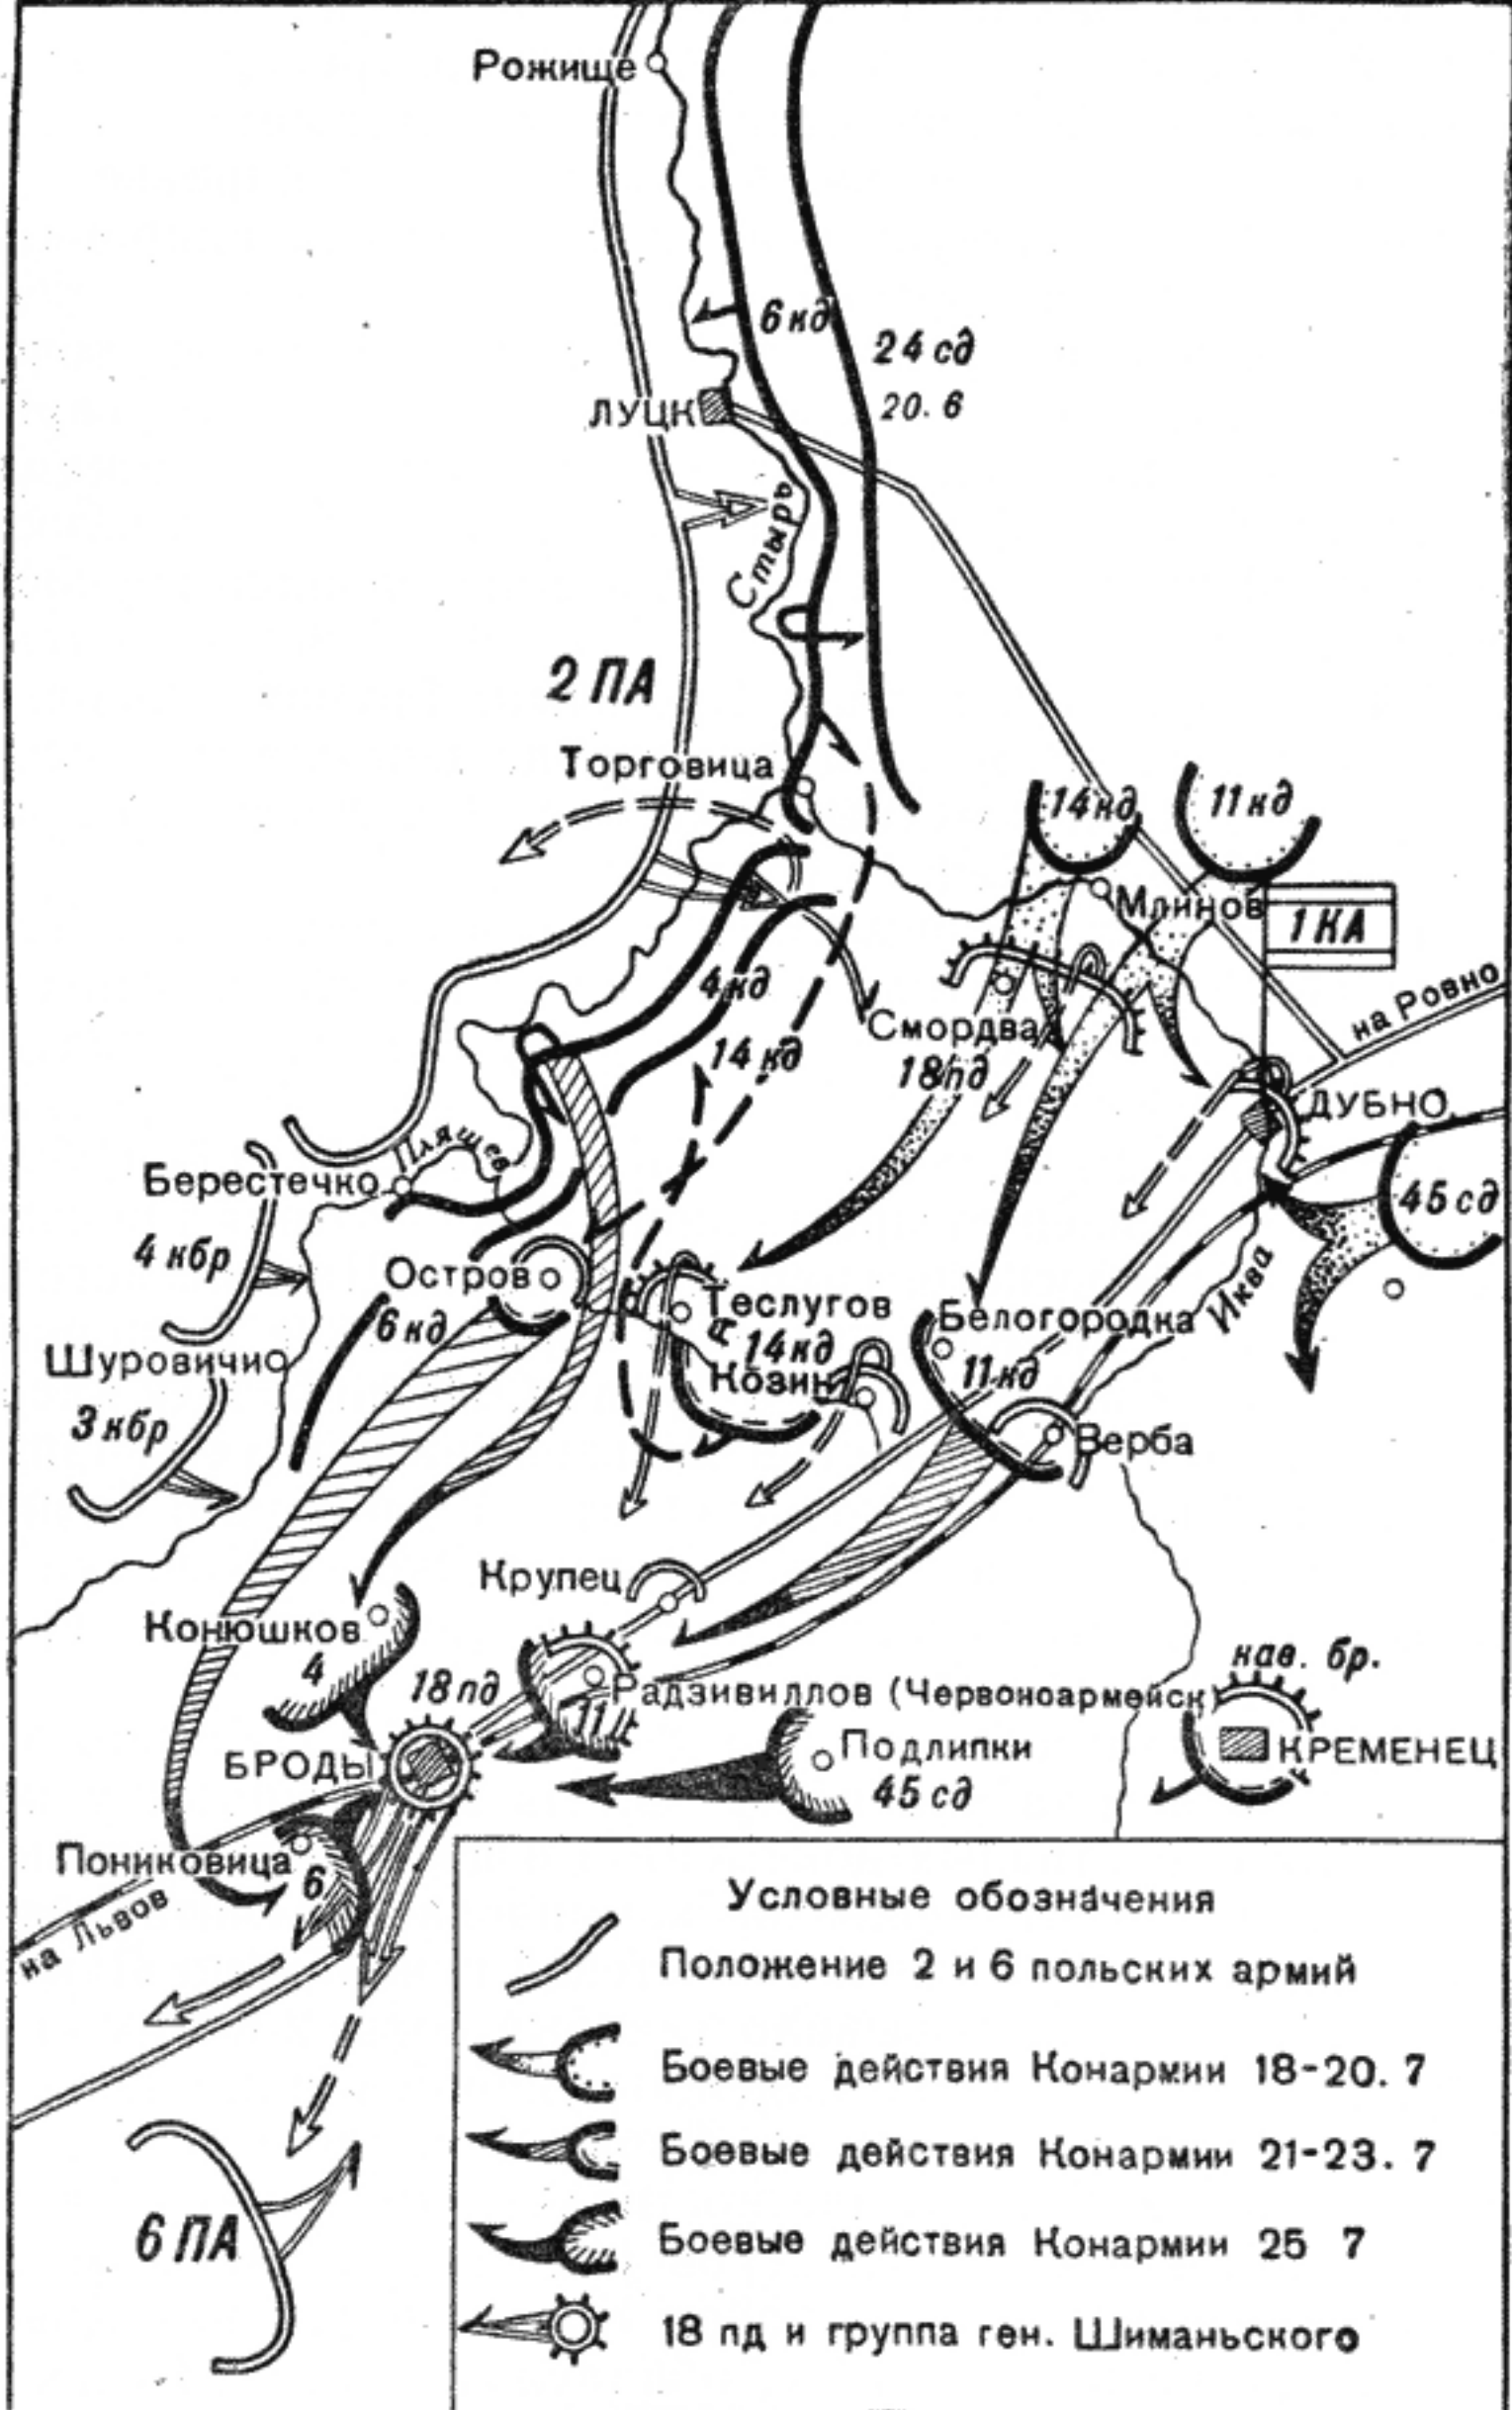 Рожище
6 кд
24 сд
20. 6
ЛУЦК
Стырь
2 ПА
Торговица
14 кд
11 кд
Млинов
1 КА
на Ровно
4 кд
Смордва
18 пд
14 кд
ДУБНО
Пляшев
Берестечко
45 сд
4 кбр
Остров
Иква
6 кд
Теслугов
14 кд
Козин
Белогородка
11 кд
Шуровичи
3 кбр
Верба
Крупец
Конюшков
4
18 пд
кав. бр.
Радзивиллов (Червоноармейск)
11
Подлипки
45 сд
БРОДЫ
КРЕМЕНЕЦ
Пониковица
6
на Львов
6 ПА
Условные обозначения
Положение 2 и 6 польских армий
Боевые действия Конармии 18-20. 7
Боевые действия Конармии 21-23. 7
Боевые действия Конармии 25 7
18 пд и группа ген. Шиманьского